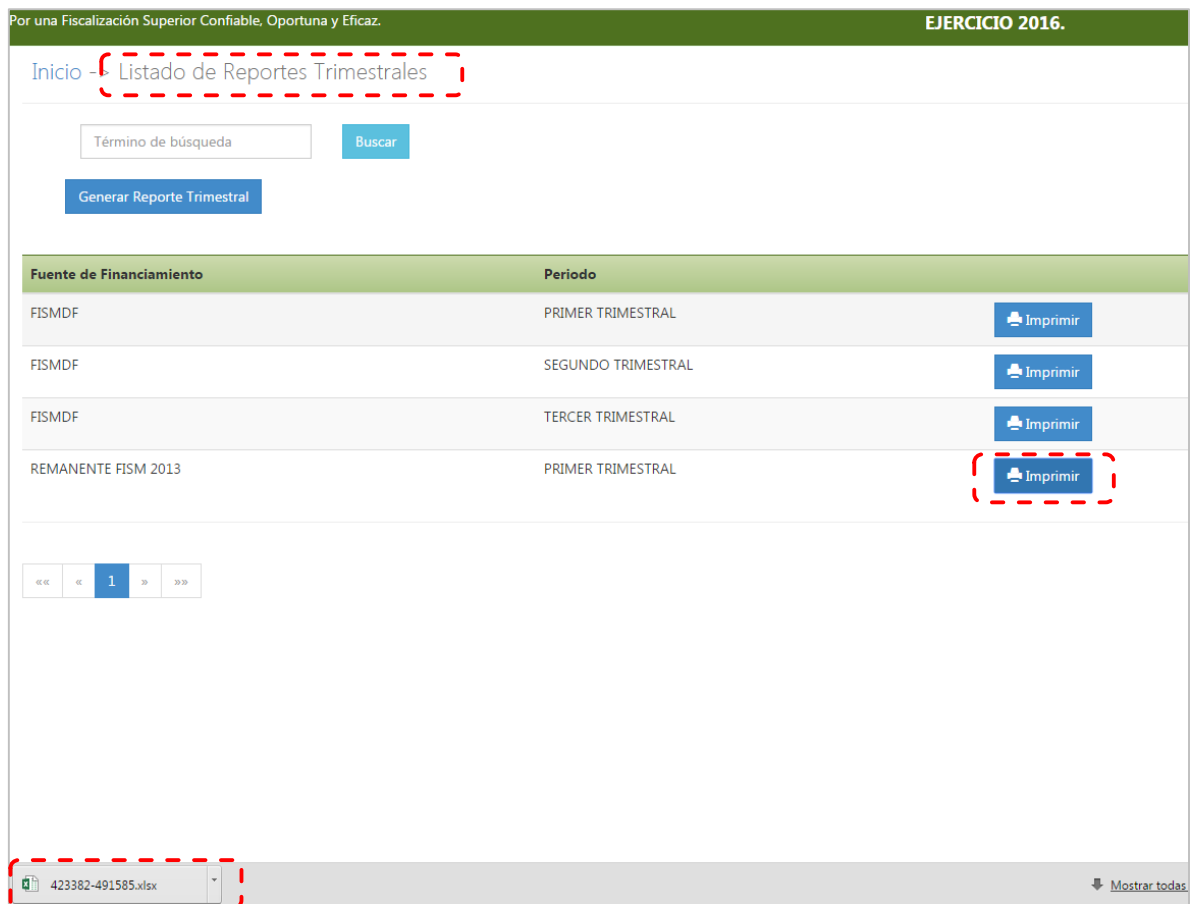 Por una Fiscalización Superior Confiable, Oportuna y Eficaz. EJERCICIO 2016.
Inicio -> Listado de Reportes Trimestrales
Término de búsqueda Buscar
Generar Reporte Trimestral
Fuente de Financiamiento Periodo
FISMDF PRIMER TRIMESTRAL Imprimir
FISMDF SEGUNDO TRIMESTRAL Imprimir
FISMDF TERCER TRIMESTRAL Imprimir
REMANENTE FISM 2013 PRIMER TRIMESTRAL Imprimir
«« « 1 » »»
423382-491585.xlsx Mostrar todas